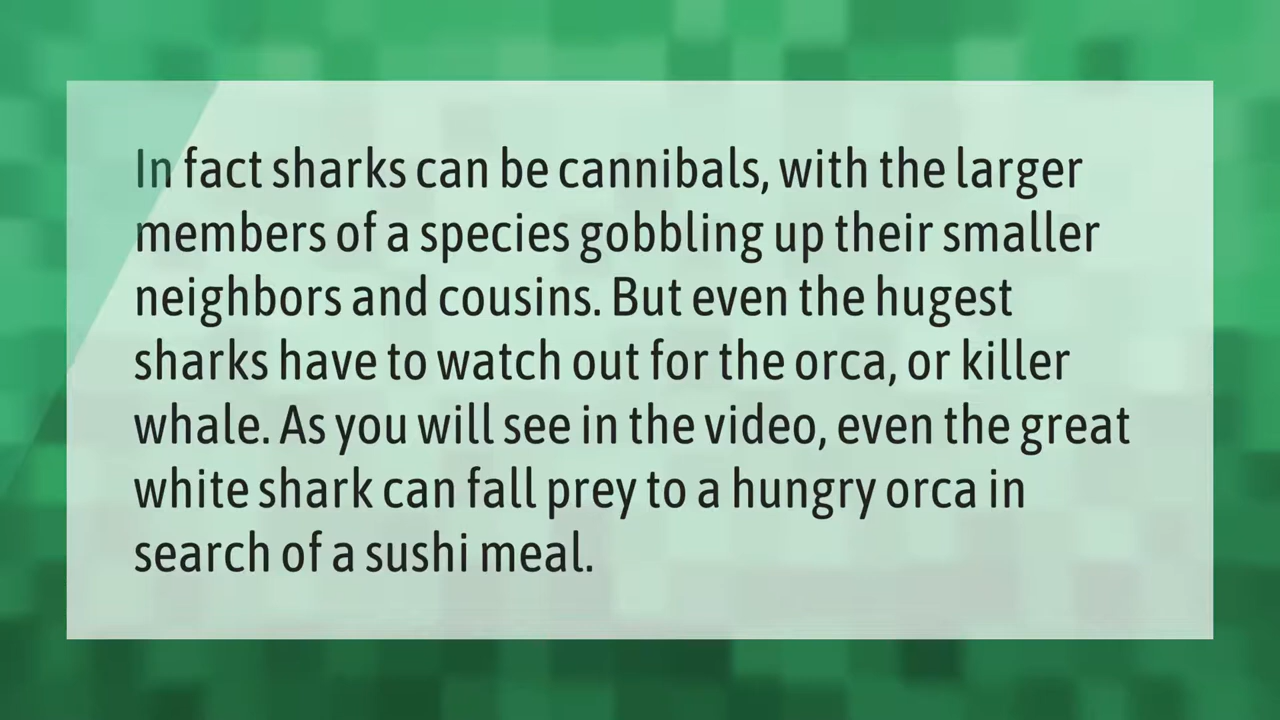 In fact sharks can be cannibals, with the larger
members of a species gobbling up their smaller
neighbors and cousins. But even the hugest
sharks have to watch out for the orca, or killer
whale. As you will see in the video, even the great
white shark can fall prey to a hungry orca in
search of a sushi meal.